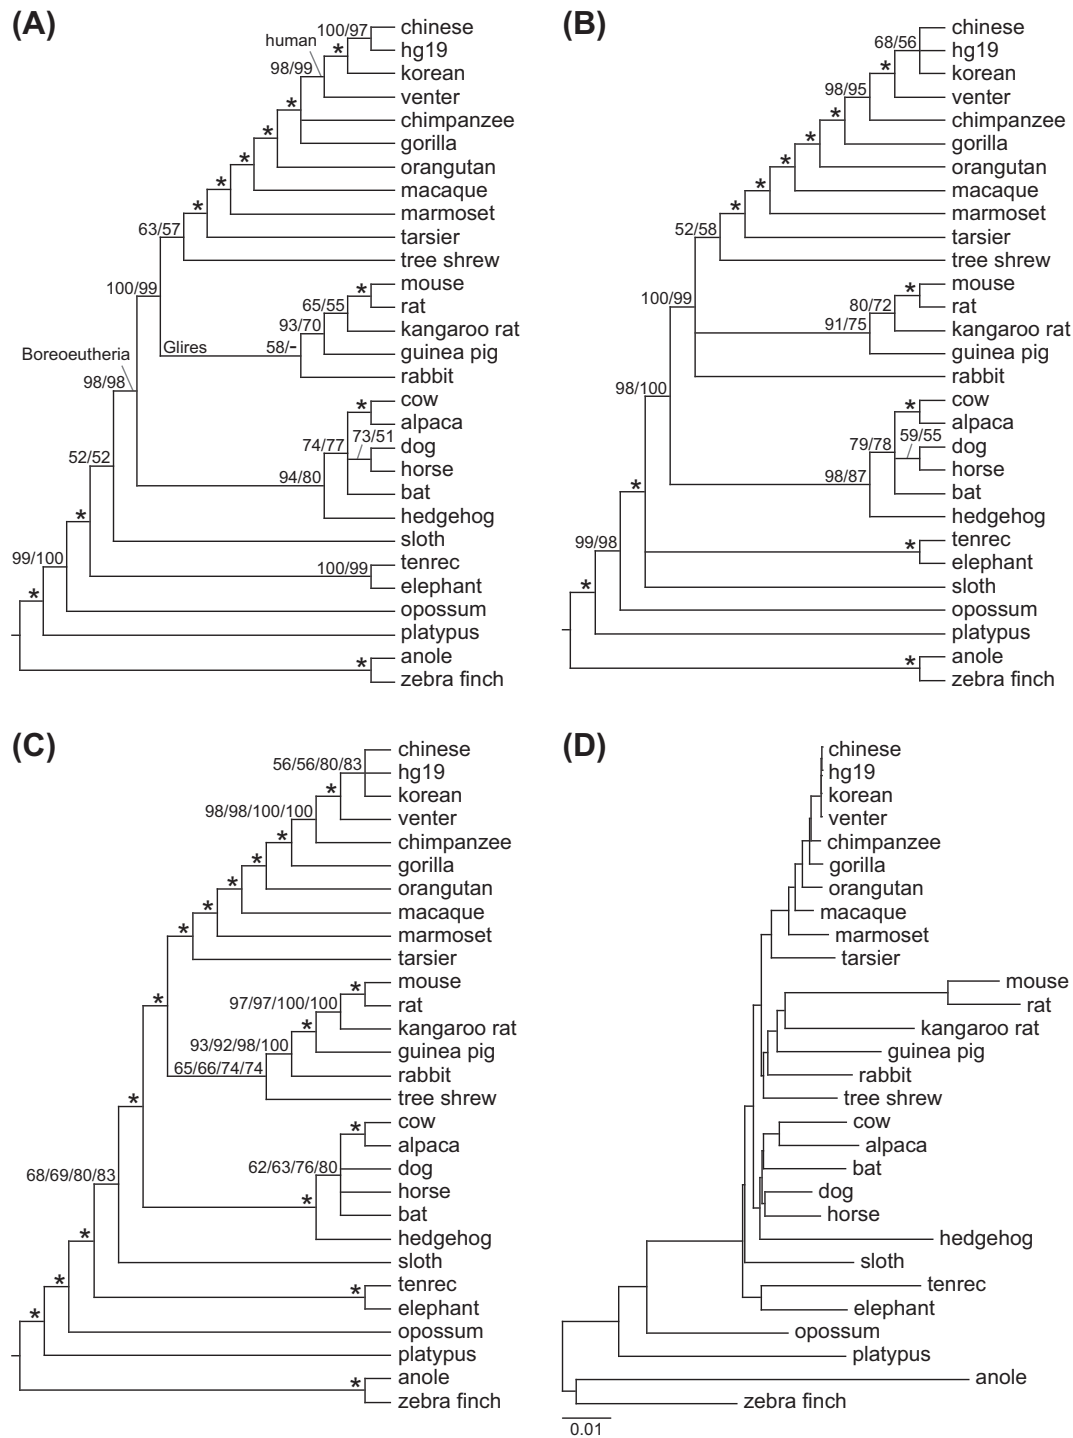 (A)
100/97
chinese
human
*
hg19
98/99
korean
venter
*
chimpanzee
*
gorilla
*
orangutan
*
macaque
*
marmoset
63/57
tarsier
tree shrew
*
mouse
100/99
65/55
rat
93/70
kangaroo rat
Boreoeutheria
Glires
58/-
guinea pig
98/98
rabbit
*
cow
alpaca
74/77
73/51
dog
52/52
94/80
horse
bat
*
hedgehog
sloth
99/100
100/99
tenrec
elephant
*
opossum
platypus
*
anole
zebra finch
(B)
chinese
68/56
hg19
*
korean
98/95
venter
*
chimpanzee
*
gorilla
*
orangutan
*
macaque
*
marmoset
52/58
tarsier
tree shrew
*
mouse
100/99
80/72
rat
91/75
kangaroo rat
guinea pig
98/100
rabbit
*
cow
alpaca
79/78
59/55
dog
98/87
horse
*
bat
hedgehog
99/98
*
tenrec
elephant
*
sloth
opossum
platypus
*
anole
zebra finch
(C)
chinese
56/56/80/83
hg19
*
korean
98/98/100/100
venter
*
chimpanzee
*
gorilla
*
orangutan
*
macaque
*
marmoset
tarsier
*
*
mouse
97/97/100/100
rat
*
kangaroo rat
93/92/98/100
guinea pig
65/66/74/74
rabbit
*
tree shrew
*
cow
alpaca
68/69/80/83
62/63/76/80
dog
*
horse
bat
*
hedgehog
*
sloth
*
tenrec
*
elephant
opossum
platypus
*
anole
zebra finch
(D)
chinese
hg19
korean
venter
chimpanzee
gorilla
orangutan
macaque
marmoset
tarsier
mouse
rat
kangaroo rat
guinea pig
rabbit
tree shrew
cow
alpaca
bat
dog
horse
hedgehog
sloth
tenrec
elephant
opossum
platypus
anole
zebra finch
0.01